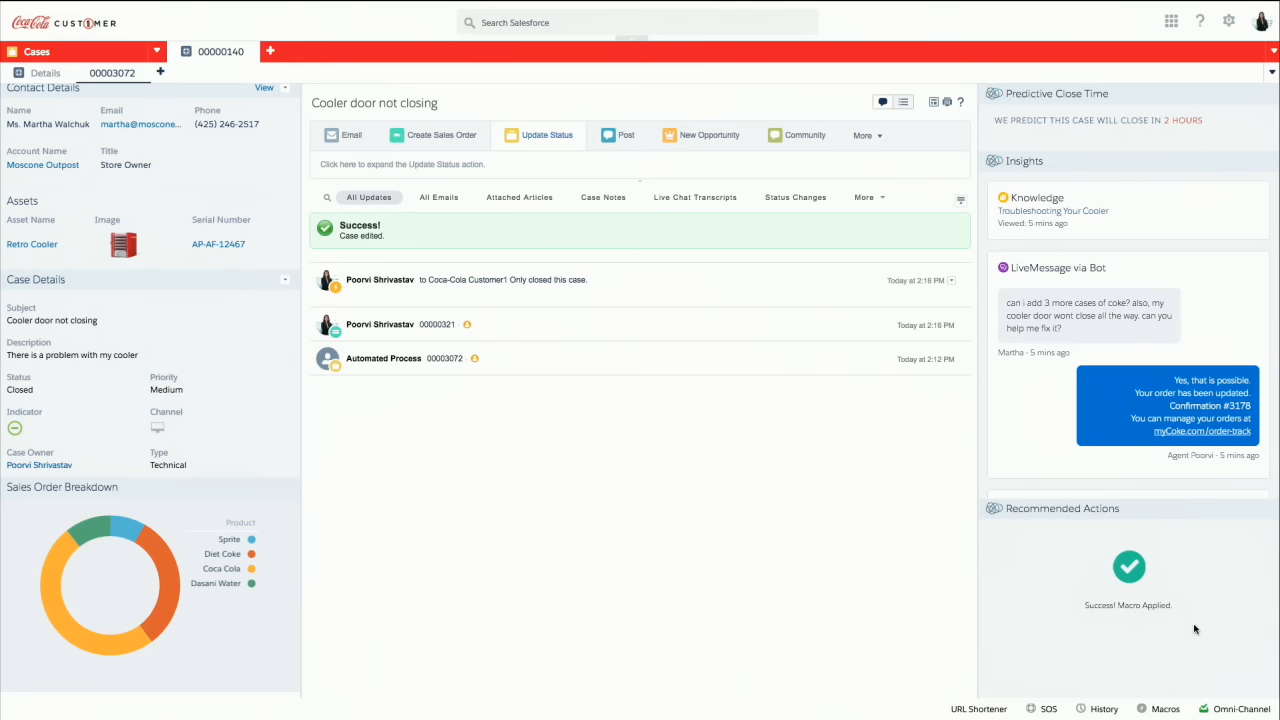 Coca-Cola CUST1MER
Search Salesforce
Cases
00000140
Details
00003072
Contact Details
View
Name
Email
Phone
Ms. Martha Walchuk
martha@moscone...
(425) 246-2517
Account Name
Title
Moscone Outpost
Store Owner
Assets
Asset Name
Image
Serial Number
Retro Cooler
AP-AF-12467
Case Details
Subject
Cooler door not closing
Description
There is a problem with my cooler
Status
Priority
Closed
Medium
Indicator
Channel
Case Owner
Type
Poorvi Shrivastav
Technical
Sales Order Breakdown
Product
Sprite
Diet Coke
Coca Cola
Dasani Water
Cooler door not closing
Email
Create Sales Order
Update Status
Post
New Opportunity
Community
More
Click here to expand the Update Status action.
All Updates
All Emails
Attached Articles
Case Notes
Live Chat Transcripts
Status Changes
More
Success!
Case edited.
Poorvi Shrivastav to Coca-Cola Customer1 Only closed this case.
Today at 2:16 PM
Poorvi Shrivastav 00000321
Today at 2:16 PM
Automated Process 00003072
Today at 2:12 PM
Predictive Close Time
WE PREDICT THIS CASE WILL CLOSE IN 2 HOURS
Insights
Knowledge
Troubleshooting Your Cooler
Viewed: 5 mins ago
LiveMessage via Bot
can i add 3 more cases of coke? also, my
cooler door wont close all the way. can you
help me fix it?
Martha - 5 mins ago
Yes, that is possible.
Your order has been updated.
Confirmation #3178
You can manage your orders at
myCoke.com/order-track
Agent Poorvi - 5 mins ago
Recommended Actions
Success! Macro Applied.
URL Shortener
SOS
History
Macros
Omni-Channel